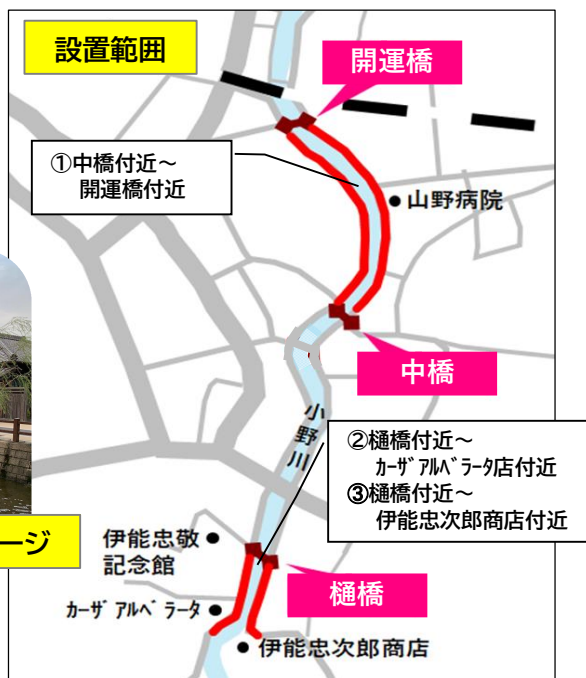 設置範囲
開運橋
①中橋付近～
開運橋付近
山野病院
中橋
小野川
②樋橋付近～
ｶｰｻﾞｱﾙﾍﾞﾗｰﾀ店付近
③樋橋付近～
伊能忠次郎商店付近
ージ
伊能忠敬
記念館
樋橋
ｶｰｻﾞ ｱﾙﾍﾞﾗｰﾀ
伊能忠次郎商店